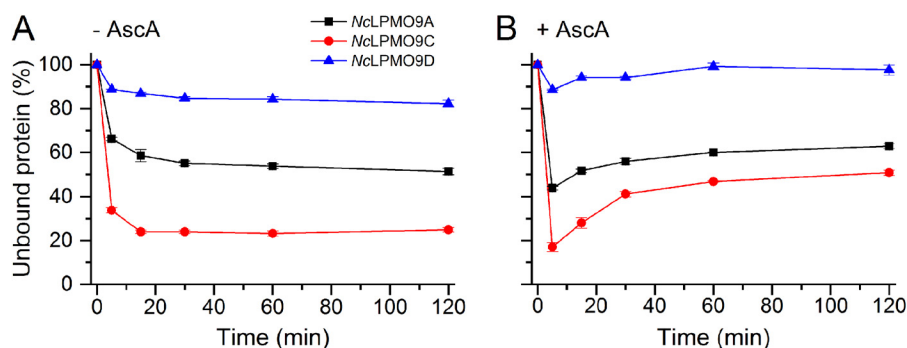 A
- AscA
NcLPMO9A
NcLPMO9C
NcLPMO9D
B
+ AscA
Unbound protein (%)
100
80
60
40
20
0
0 20 40 60 80 100 120
0 20 40 60 80 100 120
Time (min)
Time (min)